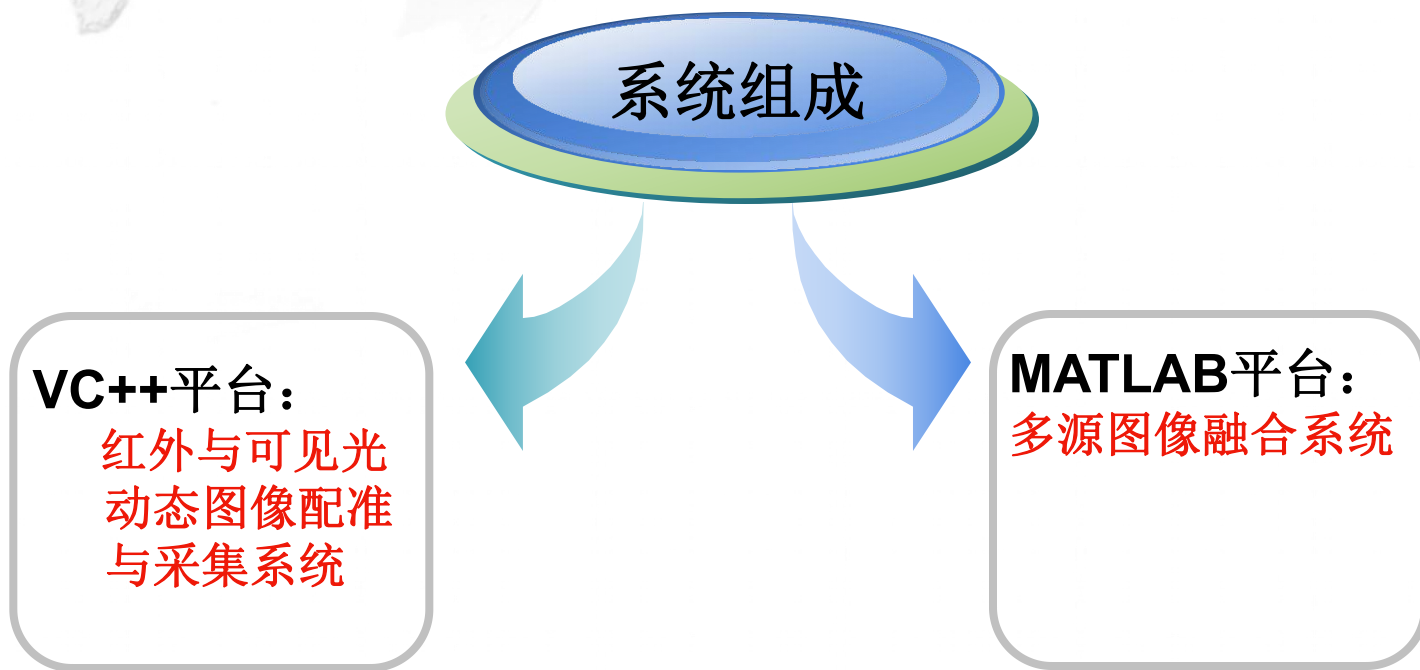 系统组成
VC++平台：
红外与可见光
动态图像配准
与采集系统
MATLAB平台：
多源图像融合系统